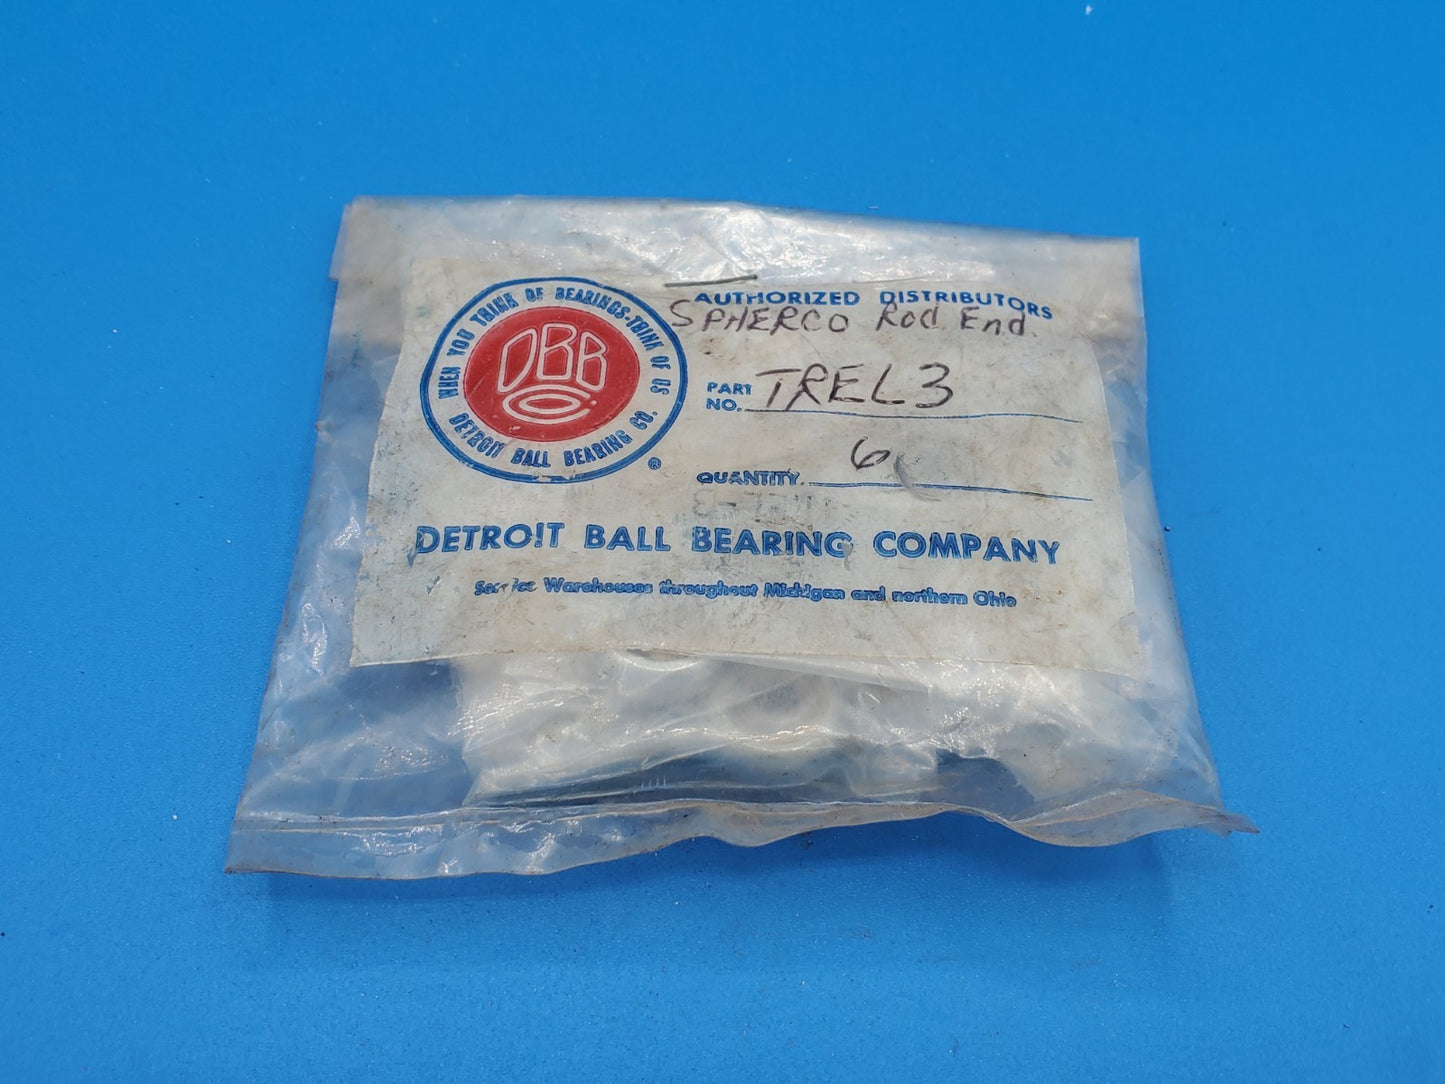 WHEN YOU THINK OF BEARINGS-THINK OF US
DBB
CO.
DETROIT BALL BEARING CO.
®
AUTHORIZED DISTRIBUTORS
SPHERCO Rod End.
PART NO. TREL3
QUANTITY 6
DETROIT BALL BEARING COMPANY
Service Warehouses throughout Michigan and northern Ohio